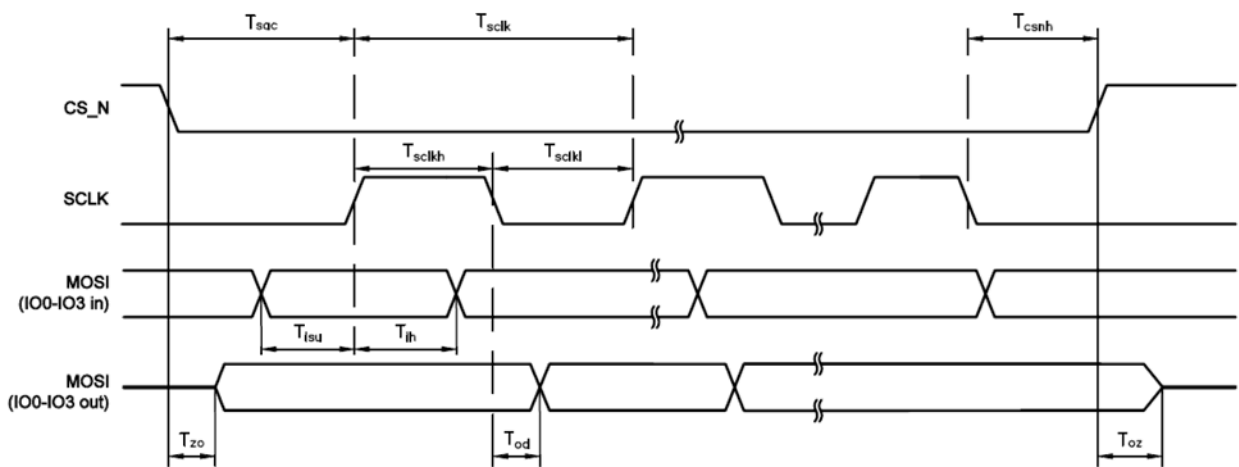 Tsac Tsclk Tcsnh
CS_N
Tsclkh Tsclkl
SCLK
MOSI
(IO0-IO3 in)
Tisu Tih
MOSI
(IO0-IO3 out)
Tzo Tod Toz